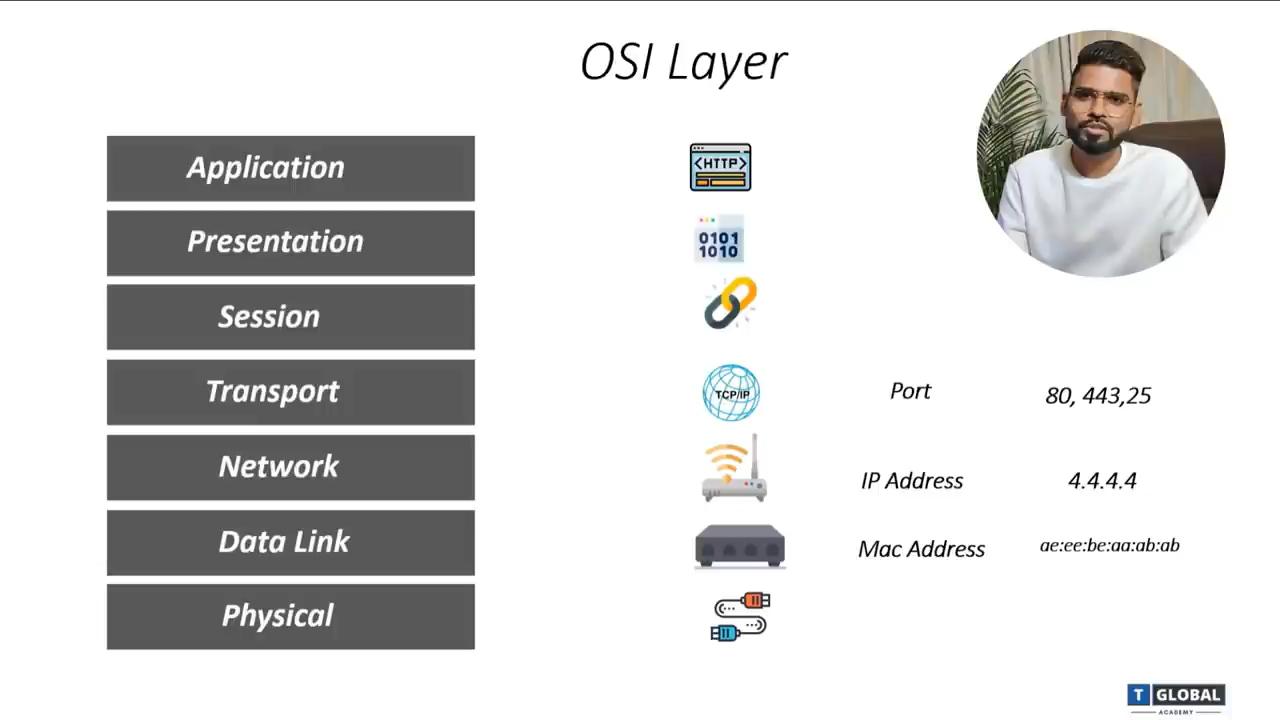 OSI Layer
Application
<HTTP>
Presentation
0101
1010
Session
Transport
TCP/IP
Port
80, 443,25
Network
IP Address
4.4.4.4
Data Link
Mac Address
ae:ee:be:aa:ab:ab
Physical
T GLOBAL
ACADEMY